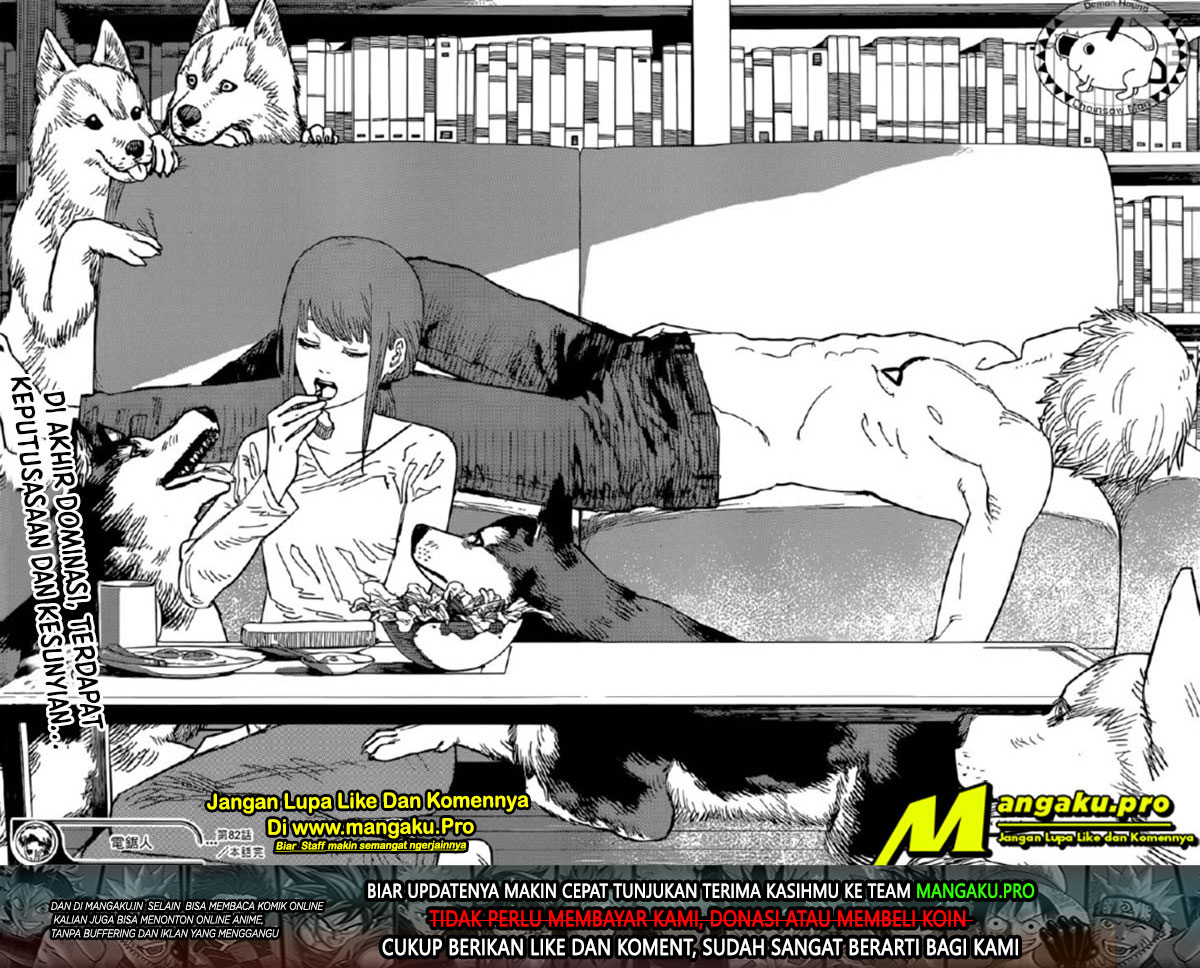 Demon Hound
Chainsaw Man
DI AKHIR DOMINASI, TERDAPAT
KEPUTUSASAAN DAN KESUNYIAN...
Jangan Lupa Like Dan Komennya
Di www.mangaku.Pro
Biar Staff makin semangat ngerjainnya
Mangaku.pro
Jangan Lupa Like dan Komennya
電鋸人
...第82話
／本話完
BIAR UPDATENYA MAKIN CEPAT TUNJUKAN TERIMA KASIHMU KE TEAM MANGAKU.PRO
TIDAK PERLU MEMBAYAR KAMI, DONASI ATAU MEMBELI KOIN
CUKUP BERIKAN LIKE DAN KOMENT, SUDAH SANGAT BERARTI BAGI KAMI
DAN DI MANGAKU.IN SELAIN BISA MEMBACA KOMIK ONLINE
KALIAN JUGA BISA MENONTON ONLINE ANIME,
TANPA BUFFERING DAN IKLAN YANG MENGGANGU